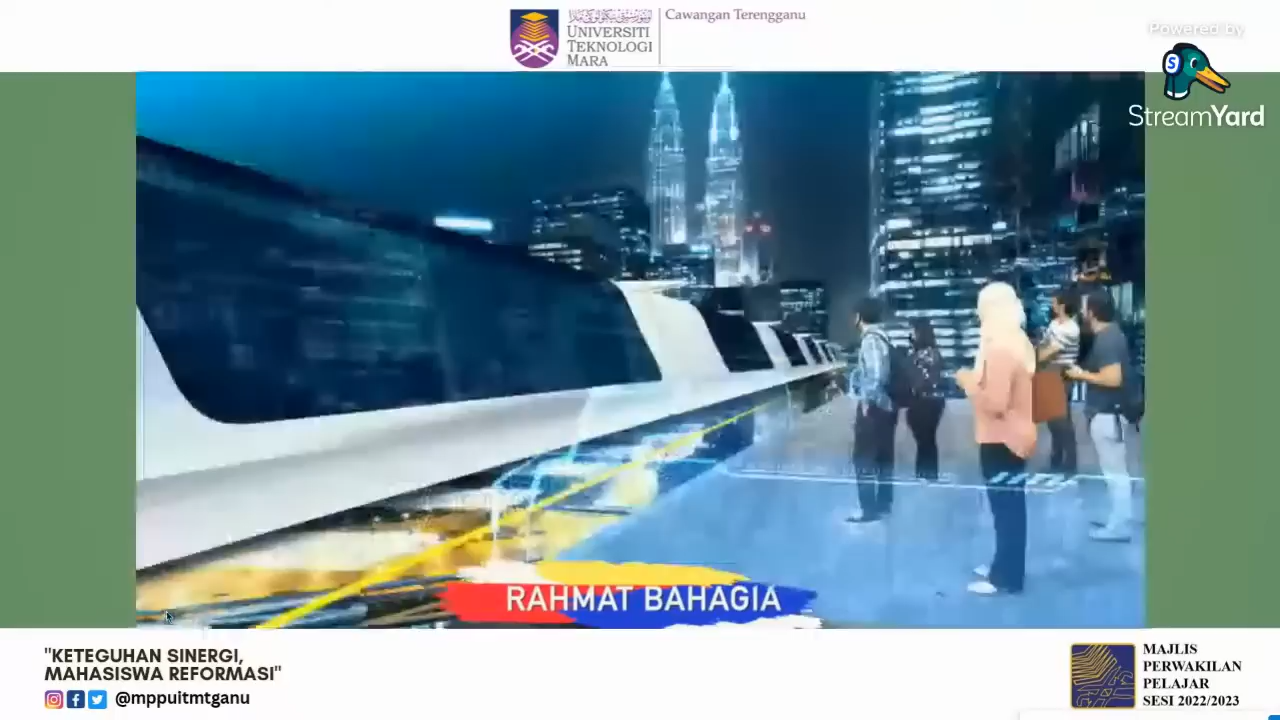 UNIVERSITI
TEKNOLOGI
MARA
Cawangan Terengganu
Powered by
StreamYard
RAHMAT BAHAGIA
"KETEGUHAN SINERGI,
MAHASISWA REFORMASI"
@mppuitmtganu
MAJLIS
PERWAKILAN
PELAJAR
SESI 2022/2023